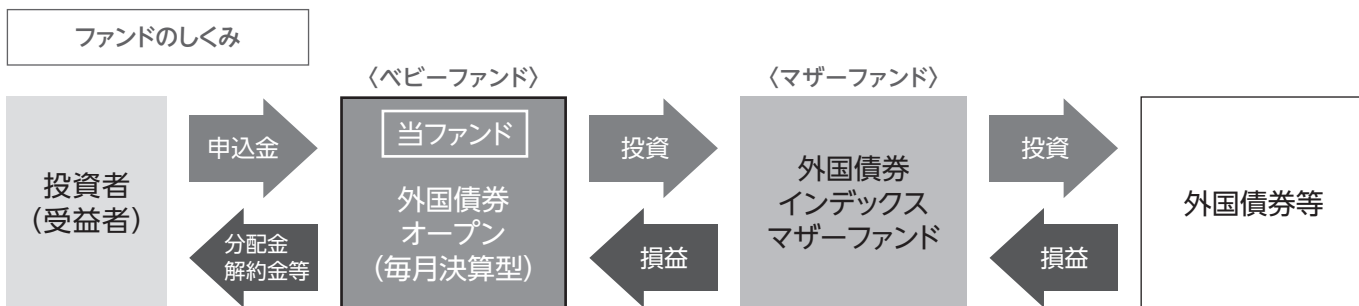 ファンドのしくみ
〈ベビーファンド〉
〈マザーファンド〉
投資者
(受益者)
申込金
分配金
解約金等
当ファンド
外国債券
オープン
(毎月決算型)
投資
損益
外国債券
インデックス
マザーファンド
投資
損益
外国債券等